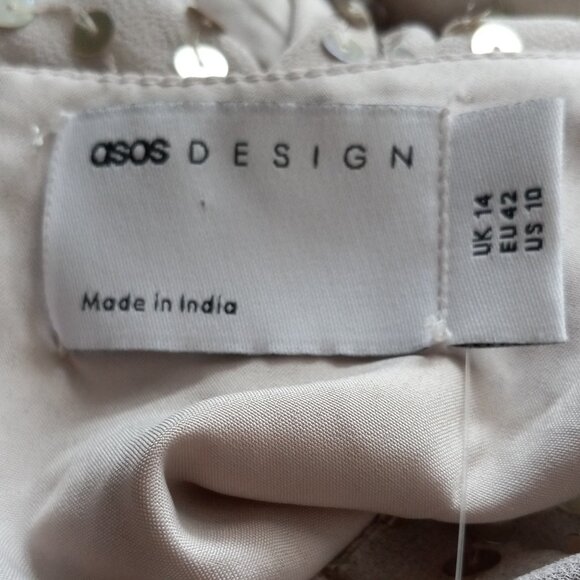 asos DESIGN
Made in India
UK 14
EU 42
US 10